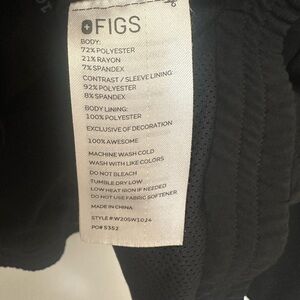 FIGS
BODY:
72% POLYESTER
21% RAYON
7% SPANDEX
CONTRAST / SLEEVE LINING:
92% POLYESTER
8% SPANDEX
BODY LINING:
100% POLYESTER
EXCLUSIVE OF DECORATION
100% AWESOME
MACHINE WASH COLD
WASH WITH LIKE COLORS
DO NOT BLEACH
TUMBLE DRY LOW
LOW HEAT IRON IF NEEDED
DO NOT USE FABRIC SOFTENER
MADE IN CHINA
STYLE# W20SW1024
PO# 5352